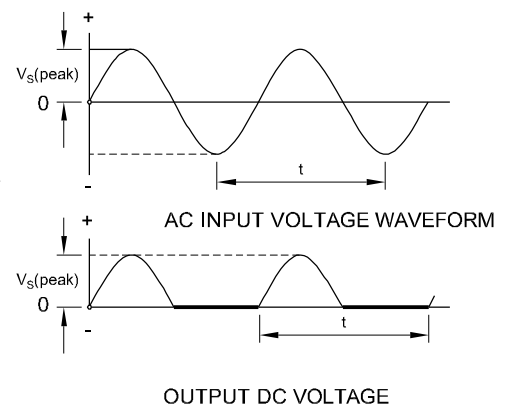 +
Vs(peak)
0
-
t
AC INPUT VOLTAGE WAVEFORM
+
Vs(peak)
0
-
t
OUTPUT DC VOLTAGE